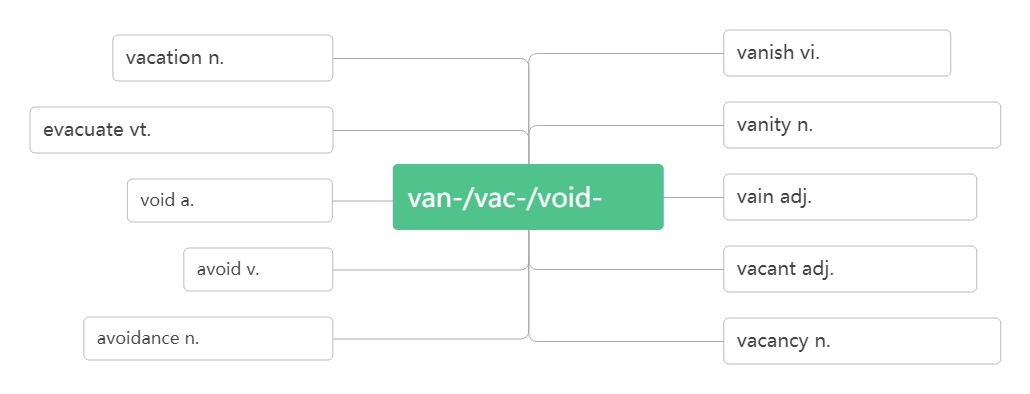 vacation n.
evacuate vt.
void a.
avoid v.
avoidance n.
van-/vac-/void-
vanish vi.
vanity n.
vain adj.
vacant adj.
vacancy n.